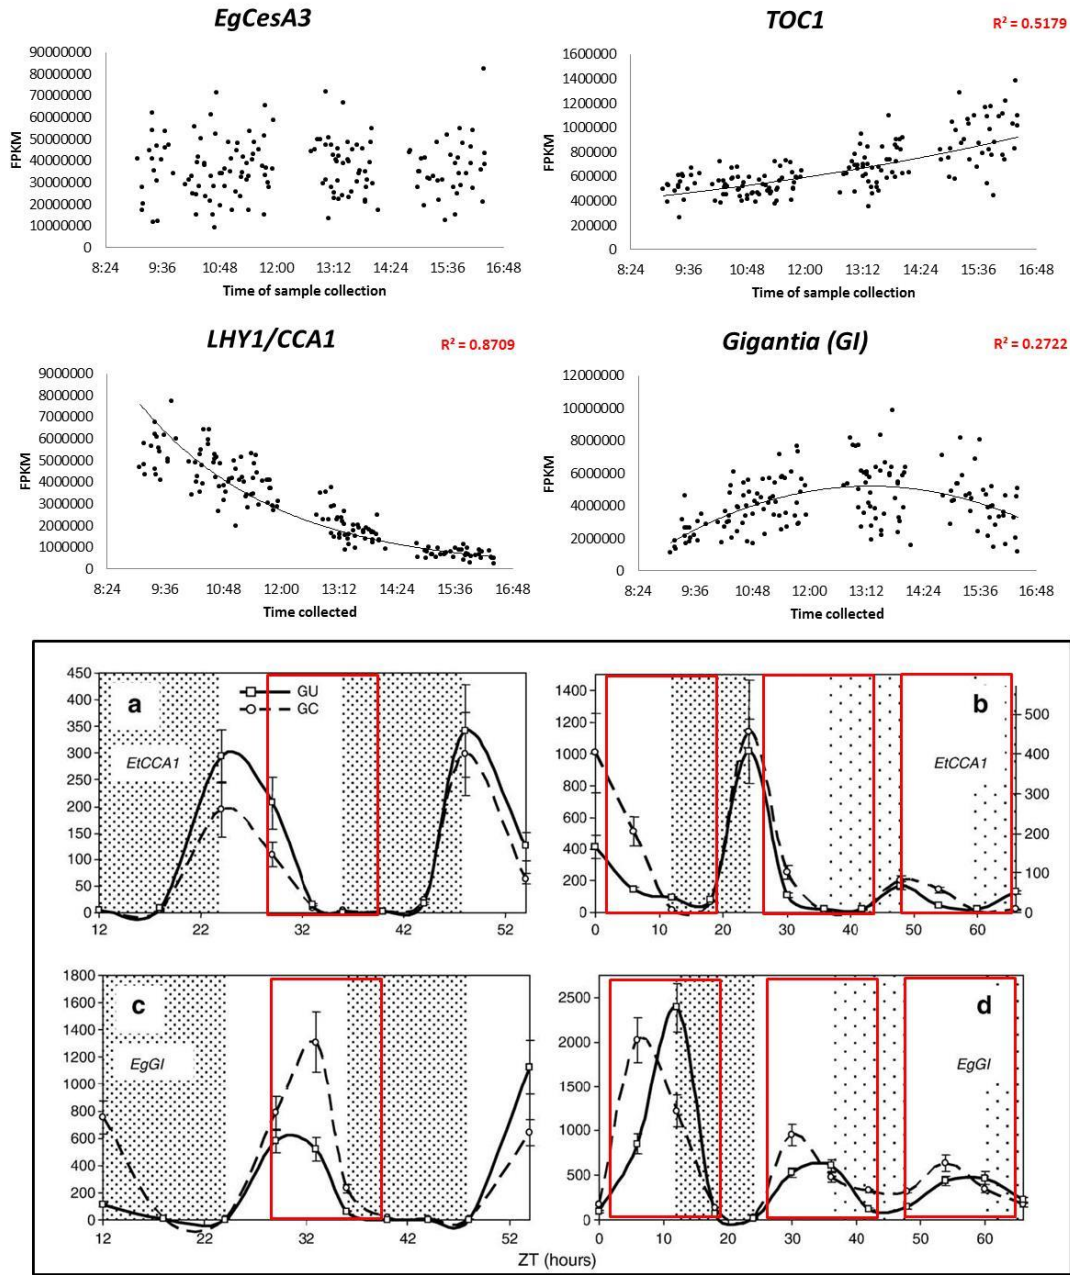 EgCesA3
90000000
80000000
70000000
60000000
50000000
40000000
30000000
20000000
10000000
0
FPKM
8:24 9:36 10:48 12:00 13:12 14:24 15:36 16:48
Time of sample collection
TOC1
R² = 0.5179
1600000
1400000
1200000
1000000
800000
600000
400000
200000
0
FPKM
8:24 9:36 10:48 12:00 13:12 14:24 15:36 16:48
Time of sample collection
LHY1/CCA1
R² = 0.8709
9000000
8000000
7000000
6000000
5000000
4000000
3000000
2000000
1000000
0
FPKM
8:24 9:36 10:48 12:00 13:12 14:24 15:36 16:48
Time collected
Gigantia (GI)
R² = 0.2722
12000000
10000000
8000000
6000000
4000000
2000000
0
FPKM
8:24 9:36 10:48 12:00 13:12 14:24 15:36 16:48
Time collected
450
400
350
300
250
200
150
100
50
0
a
GU
GC
EtCCA1
12 22 32 42 52
1400
1200
1000
800
600
400
200
0
b
EtCCA1
500
400
300
200
100
0
0 10 20 30 40 50 60
1800
1600
1400
1200
1000
800
600
400
200
0
c
EgGI
12 22 32 42 52
2500
2000
1500
1000
500
0
d
EgGI
0 10 20 30 40 50 60
ZT (hours)